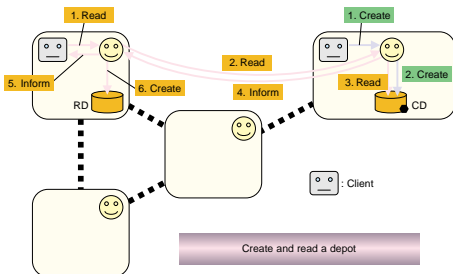 1. Read
1. Create
2. Read
5. Inform
3. Read
2. Create
6. Create
4. Inform
RD
CD
: Client
Create and read a depot